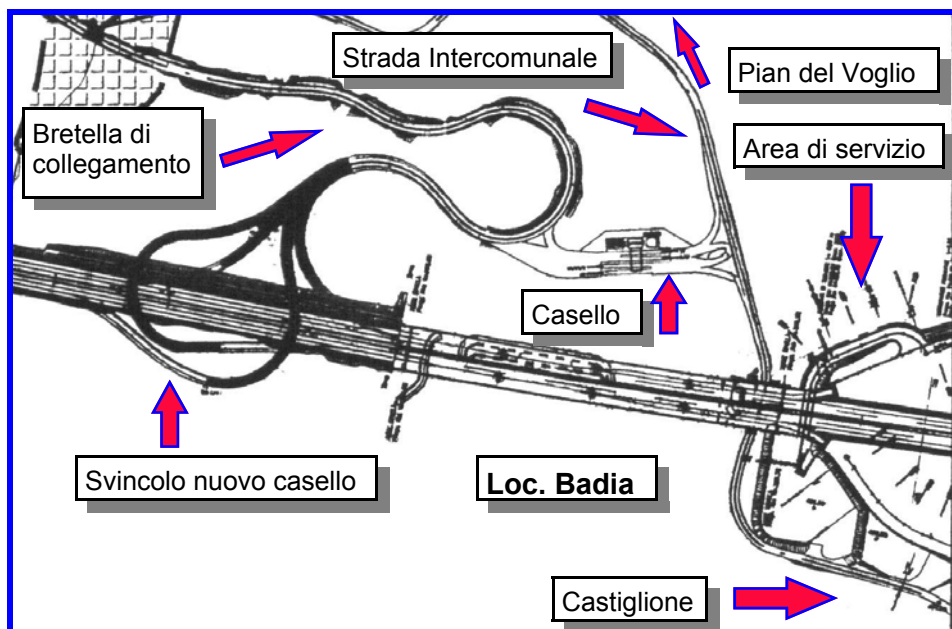 Strada Intercomunale
Pian del Voglio
Bretella di
collegamento
Area di servizio
Casello
Svincolo nuovo casello
Loc. Badia
Castiglione